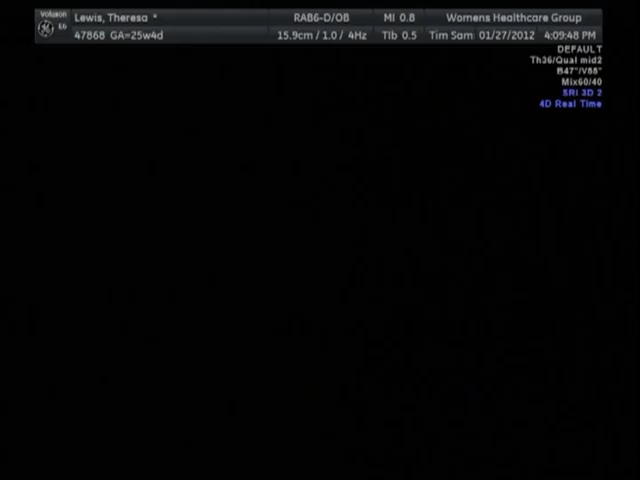 Voluson E6
Lewis, Theresa * RAB6-D/OB MI 0.8 Womens Healthcare Group
47868 GA=25w4d 15.9cm / 1.0 / 4Hz TIb 0.5 Tim Sam 01/27/2012 4:09:48 PM
DEFAULT
Th36/Qual mid2
B47°/V85°
Mix60/40
SRI 3D 2
4D Real Time